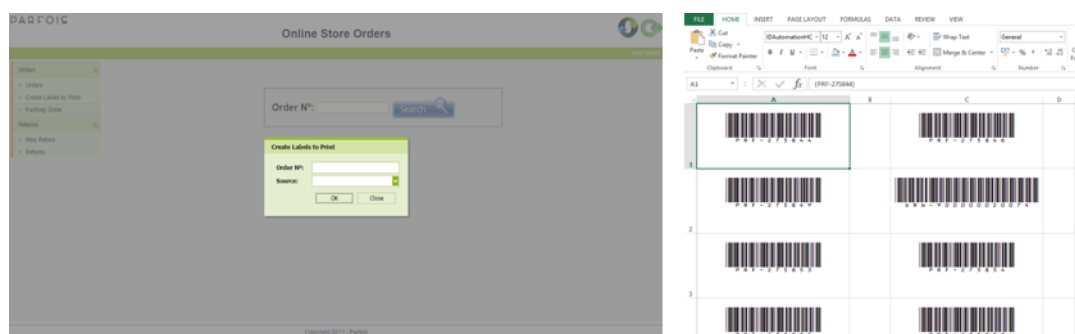 PARFOIS
Online Store Orders
Orders
Orders
Create Labels to Print
Packing Order
Returns
New Return
Returns
Order Nº:
Search
Create Labels to Print
Order Nº:
Source:
OK
Close
Copyright 2011 - Parfois
FILE HOME INSERT PAGE LAYOUT FORMULAS DATA REVIEW VIEW
Cut
Copy
Paste
Format Painter
IDAutomationHC 12
Wrap Text
Merge & Center
General
Clipboard Font Alignment Number
A1 fx (PRF-275844)
A B C D
1
PRF-275844
PRF-275846
2
PRF-275849
3
PRF-275853
PRF-275856